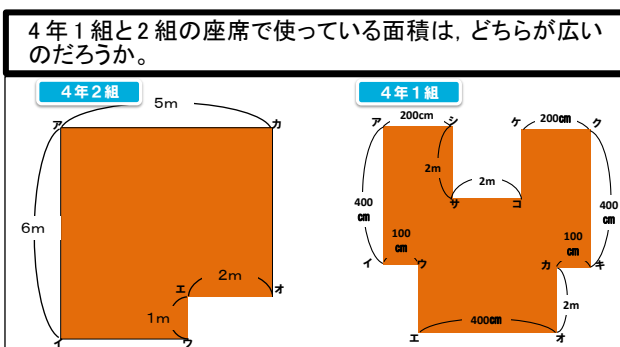 4年1組と2組の座席で使っている面積は, どちらが広い
のだろうか。
4年2組
5m
ア
カ
6m
エ
2m
オ
1m
イ
ウ
4年1組
ア
200cm
シ
ケ
200cm
ク
2m
2m
400
cm
サ
コ
400
cm
100
cm
100
cm
イ
ウ
カ
キ
2m
400cm
エ
オ